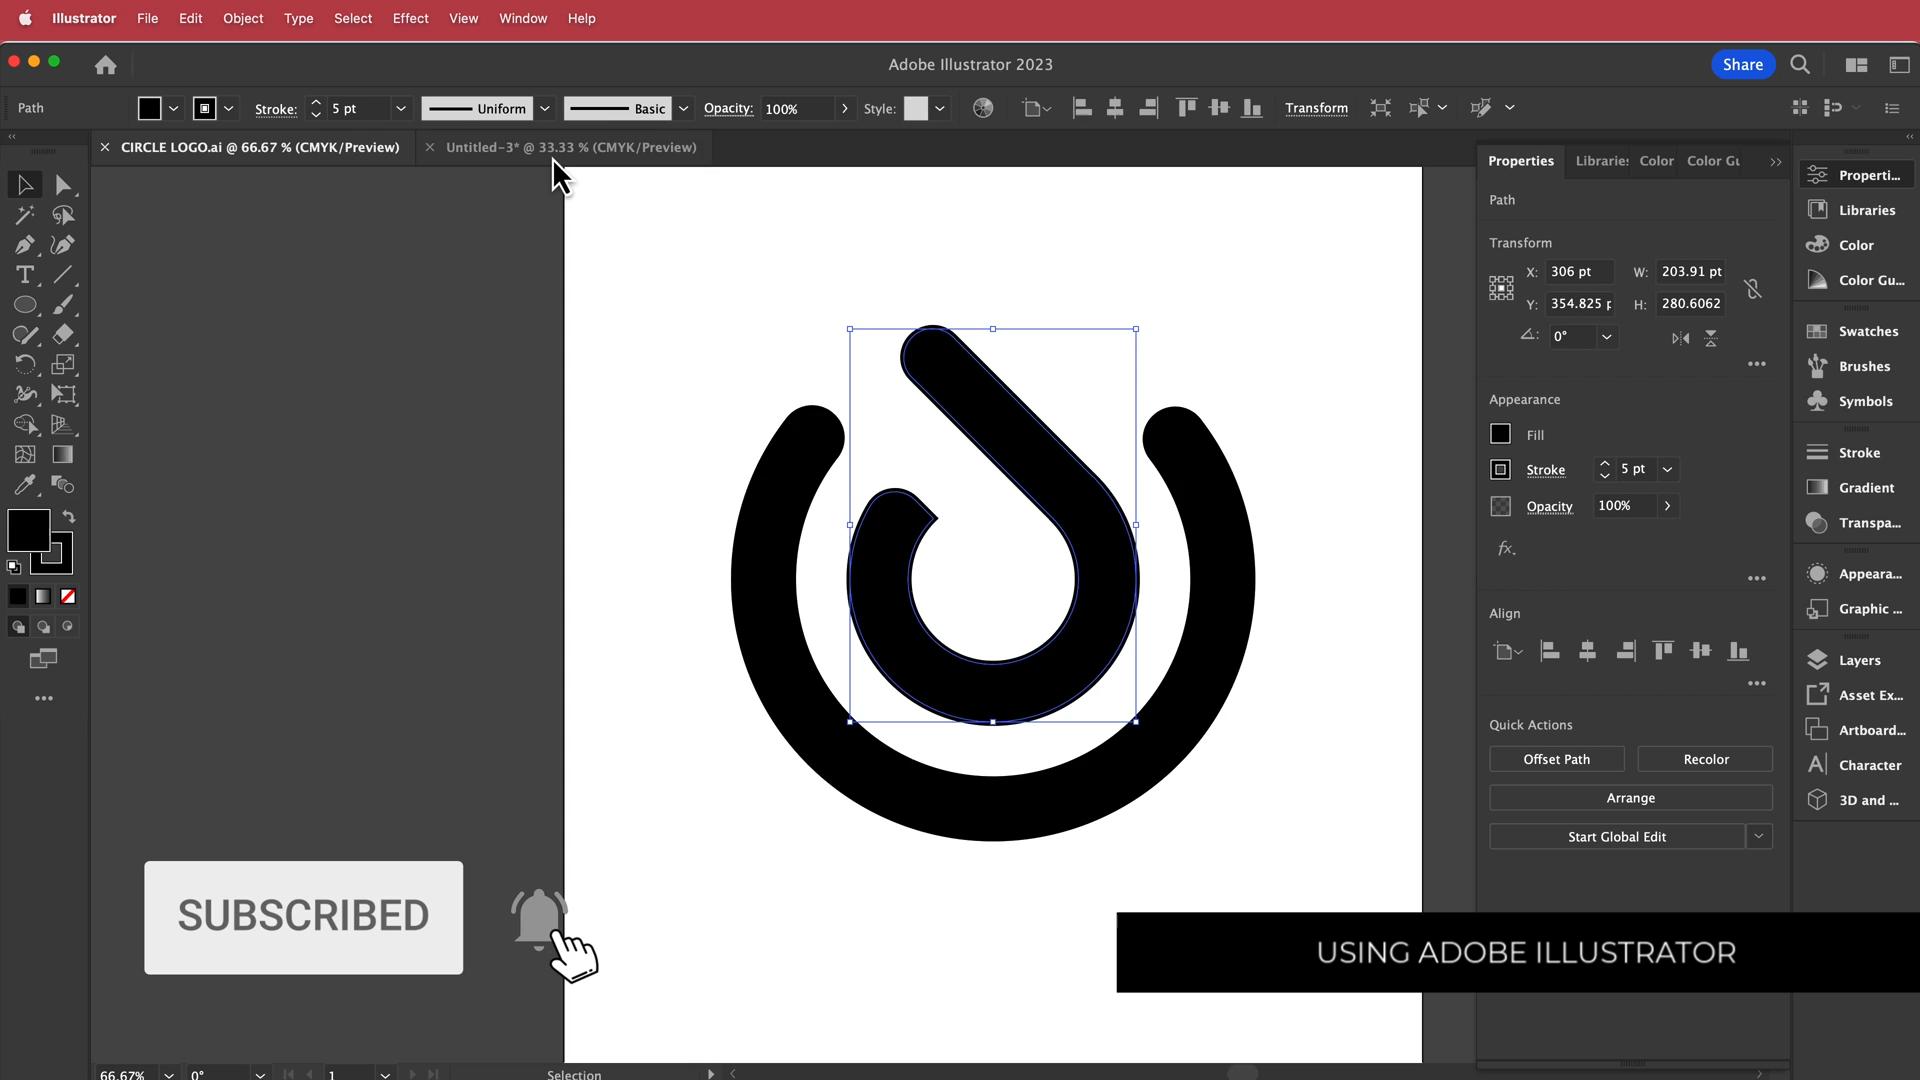 Illustrator File Edit Object Type Select Effect View Window Help
Adobe Illustrator 2023
Share
Path
Stroke: 5 pt Uniform Basic Opacity: 100% Style: Transform
CIRCLE LOGO.ai @ 66.67 % (CMYK/Preview)
Untitled-3* @ 33.33 % (CMYK/Preview)
Properties Libraries Color Color Gu
Path
Transform
X: 306 pt W: 203.91 pt
Y: 354.825 p H: 280.6062
0°
Appearance
Fill
Stroke 5 pt
Opacity 100%
fx.
Align
Quick Actions
Offset Path Recolor
Arrange
Start Global Edit
Properti...
Libraries
Color
Color Gu...
Swatches
Brushes
Symbols
Stroke
Gradient
Transpa...
Appeara...
Graphic ...
Layers
Asset Ex...
Artboard...
Character
3D and ...
SUBSCRIBED
USING ADOBE ILLUSTRATOR
66.67% 0° 1 Selection